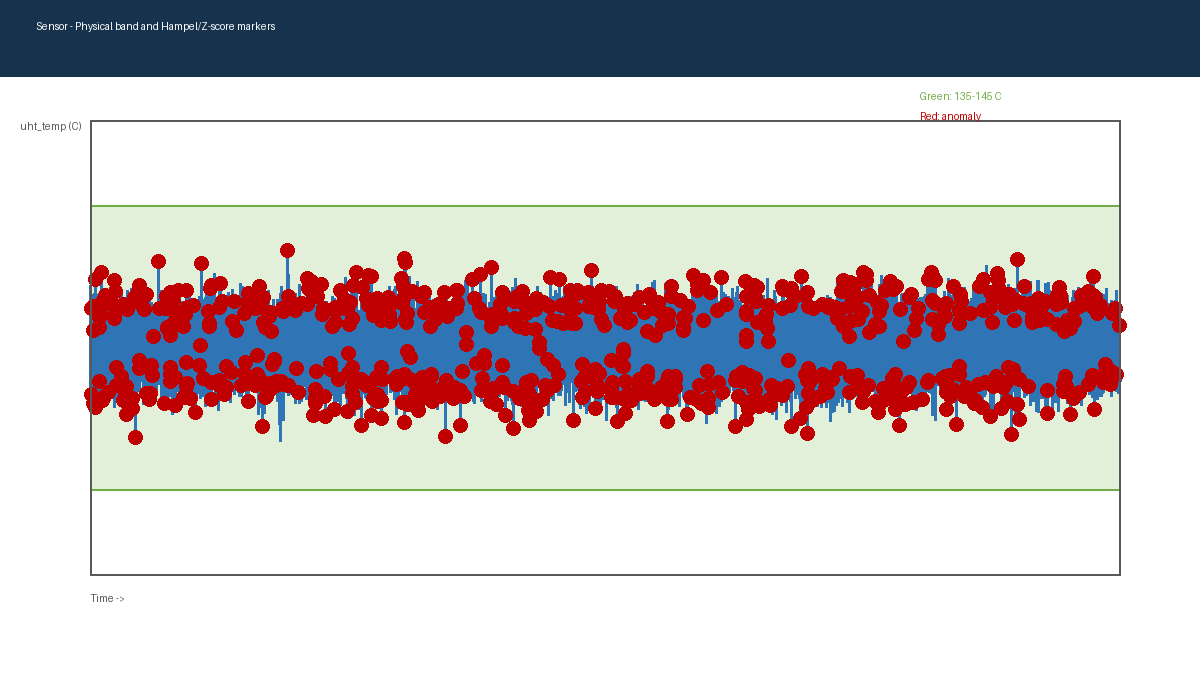 Sensor - Physical band and Hampel/Z-score markers
Green: 135-145 C
Red: anomaly
uht_temp (C)
Time ->